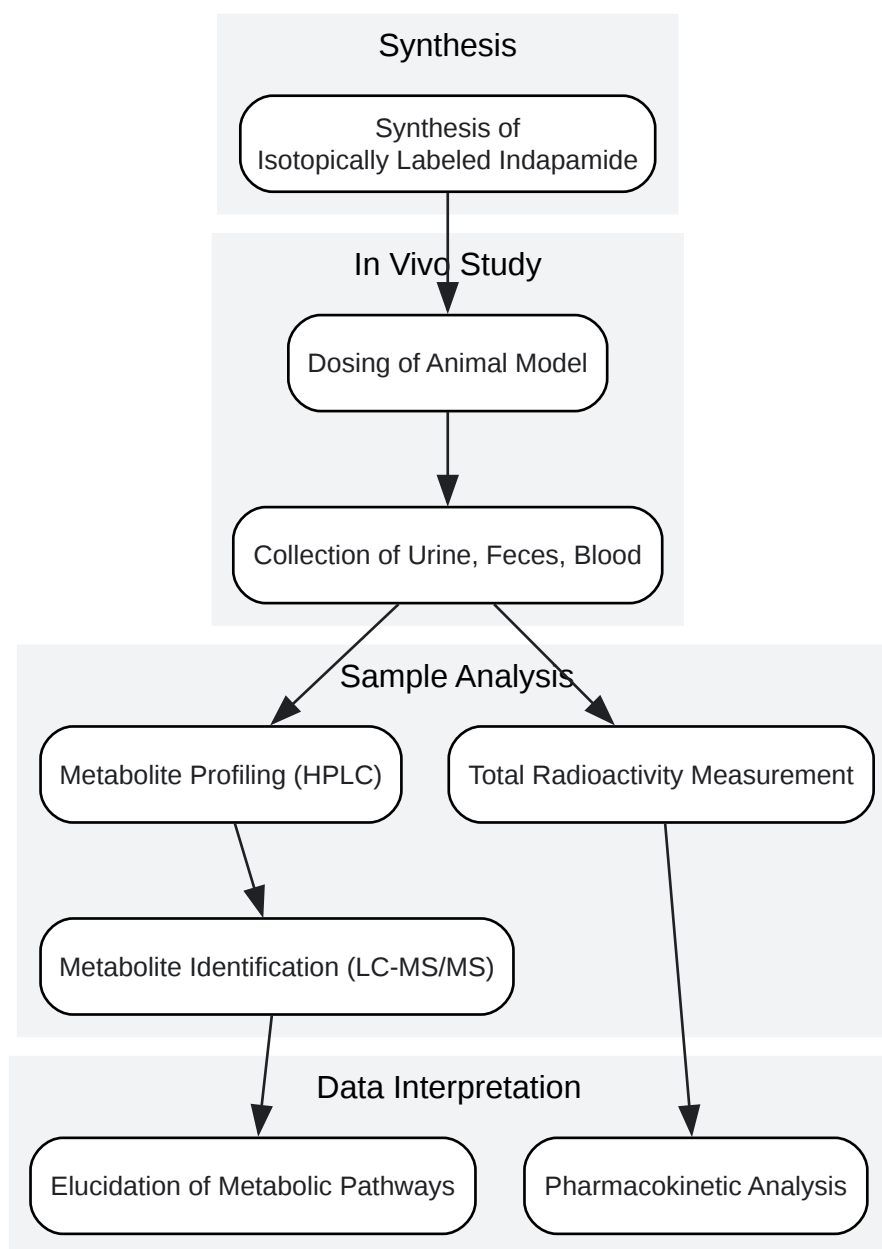 Synthesis
Synthesis of
Isotopically Labeled Indapamide
In Vivo Study
Dosing of Animal Model
Collection of Urine, Feces, Blood
Sample Analysis
Metabolite Profiling (HPLC)
Total Radioactivity Measurement
Metabolite Identification (LC-MS/MS)
Data Interpretation
Elucidation of Metabolic Pathways
Pharmacokinetic Analysis